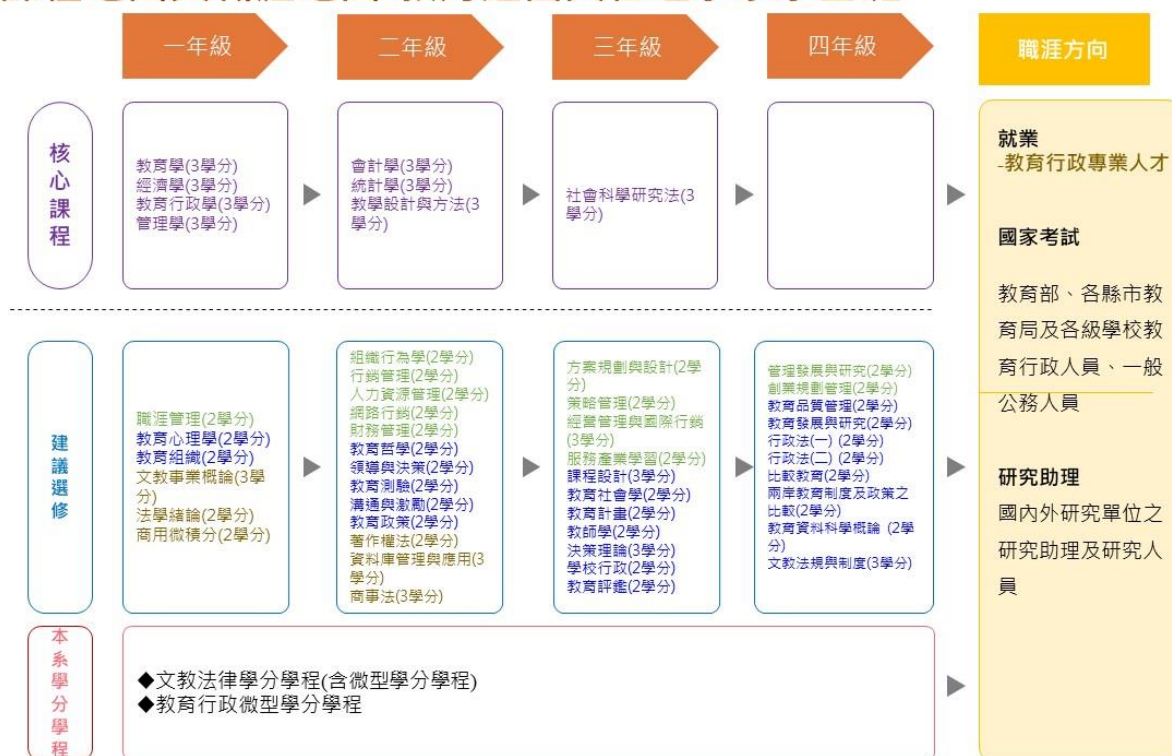 一年級
二年級
三年級
四年級
職涯方向
核
心
課
程
教育學(3學分)
經濟學(3學分)
教育行政學(3學分)
管理學(3學分)
會計學(3學分)
統計學(3學分)
教學設計與方法(3
學分)
社會科學研究法(3
學分)
建
議
選
修
職涯管理(2學分)
教育心理學(2學分)
教育組織(2學分)
文教事業概論(3學
分)
法學緒論(2學分)
商用微積分(2學分)
組織行為學(2學分)
行銷管理(2學分)
人力資源管理(2學分)
網路行銷(2學分)
財務管理(2學分)
教育哲學(2學分)
領導與決策(2學分)
教育測驗(2學分)
溝通與激勵(2學分)
教育政策(2學分)
著作權法(2學分)
資料庫管理與應用(3
學分)
商事法(3學分)
方案規劃與設計(2學
分)
策略管理(2學分)
經營管理與國際行銷
(3學分)
服務產業學習(2學分)
課程設計(3學分)
教育社會學(2學分)
教育計畫(2學分)
教師學(2學分)
決策理論(3學分)
學校行政(2學分)
教育評鑑(2學分)
管理發展與研究(2學分)
創業規劃管理(2學分)
教育品質管理(2學分)
教育發展與研究(2學分)
行政法(一) (2學分)
行政法(二) (2學分)
比較教育(2學分)
兩岸教育制度及政策之
比較(2學分)
教育資料科學概論 (2學
分)
文教法規與制度(3學分)
本
系
學
分
學
程
◆文教法律學分學程(含微型學分學程)
◆教育行政微型學分學程
就業
-教育行政專業人才
國家考試
教育部、各縣市教
育局及各級學校教
育行政人員、一般
公務人員
研究助理
國內外研究單位之
研究助理及研究人
員